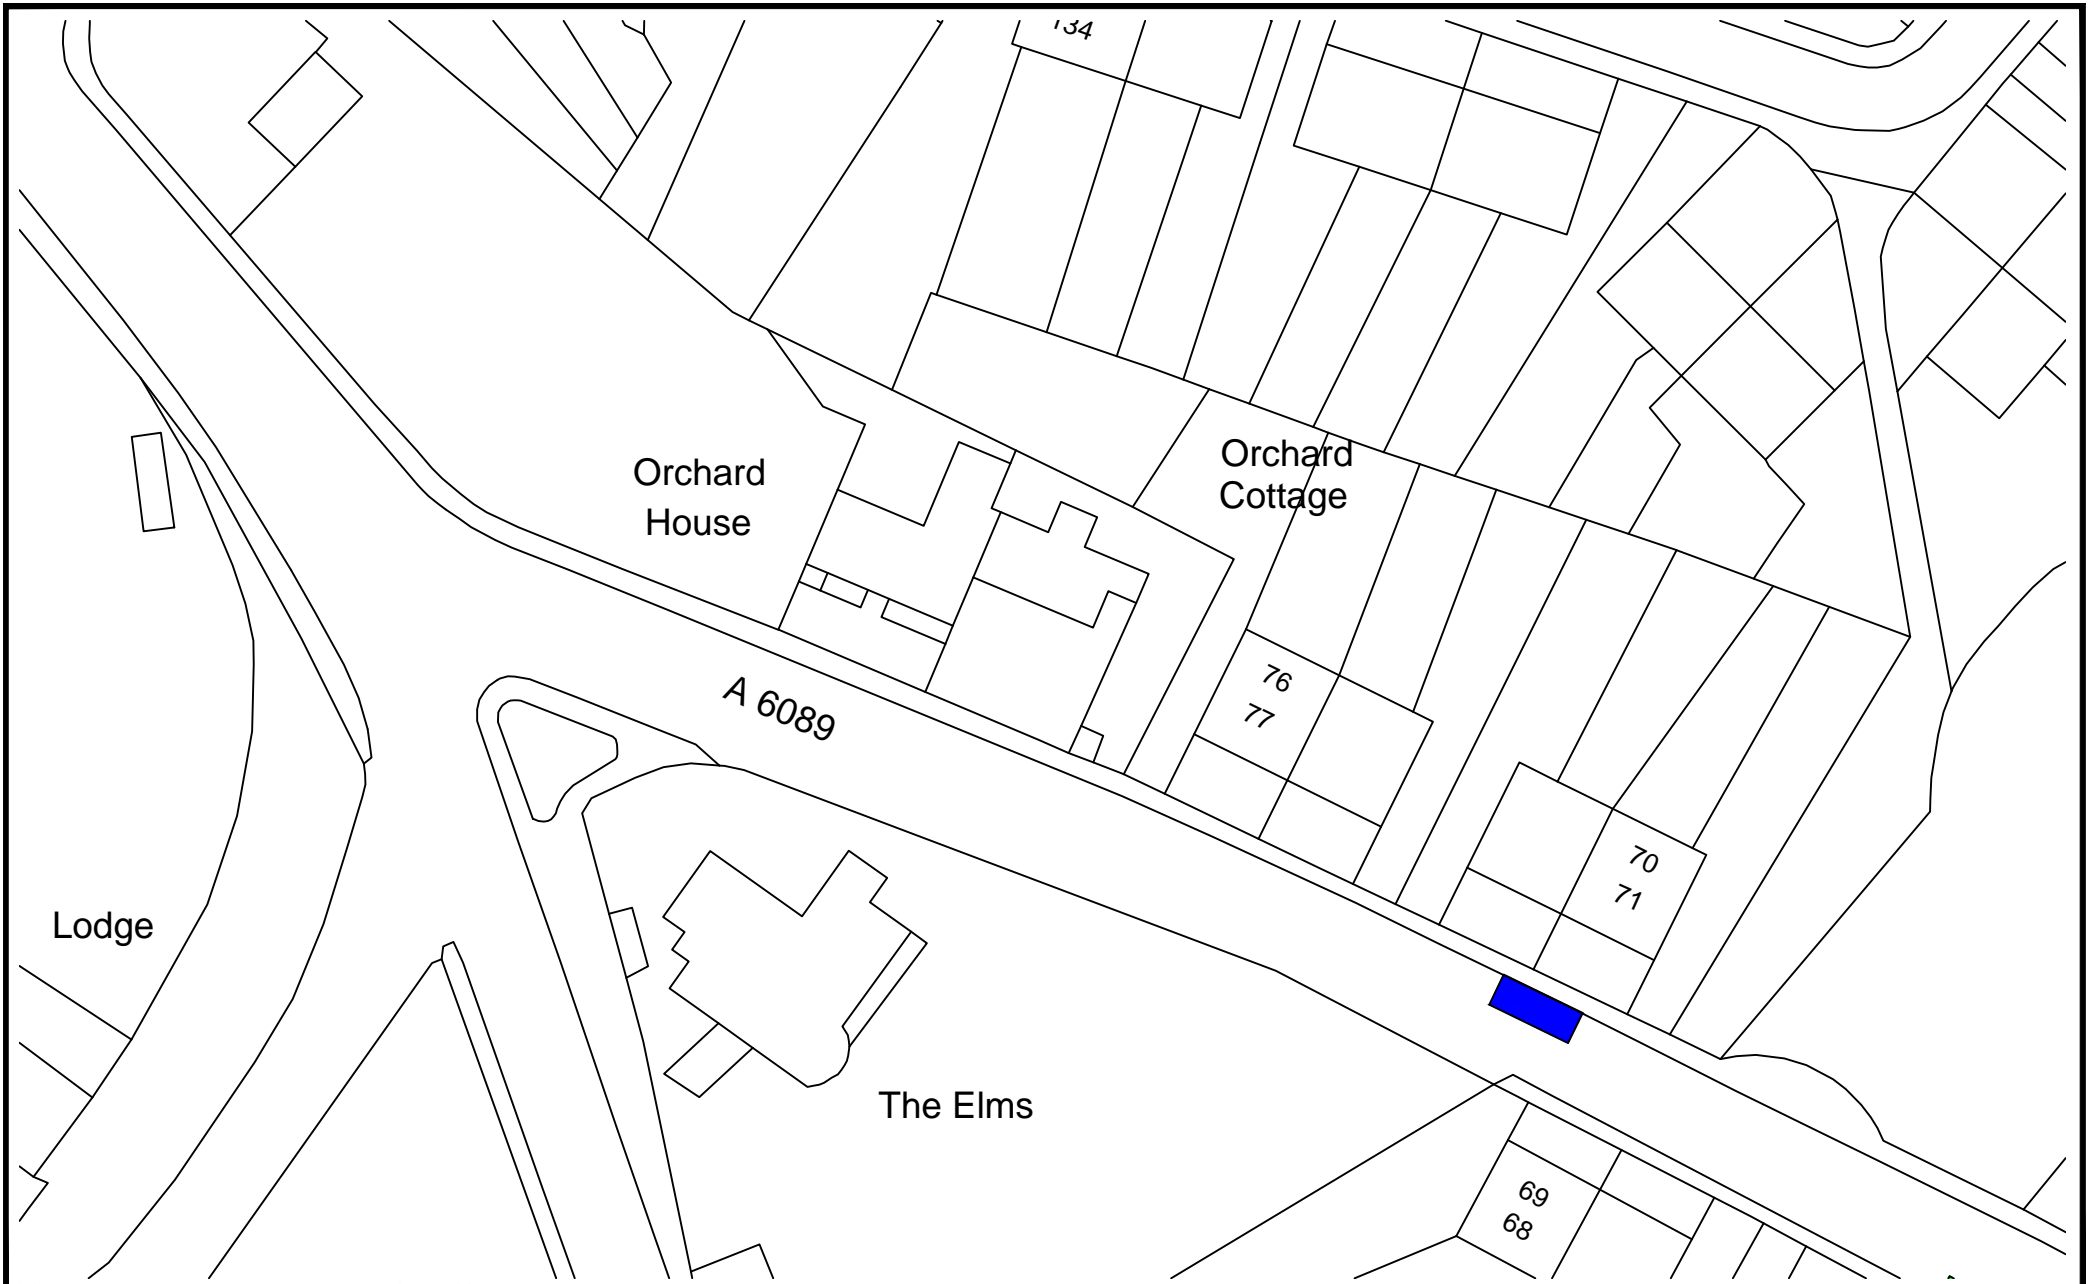 134
Orchard
Cottage
Orchard
House
76
77
A 6089
70
71
Lodge
The Elms
69
68